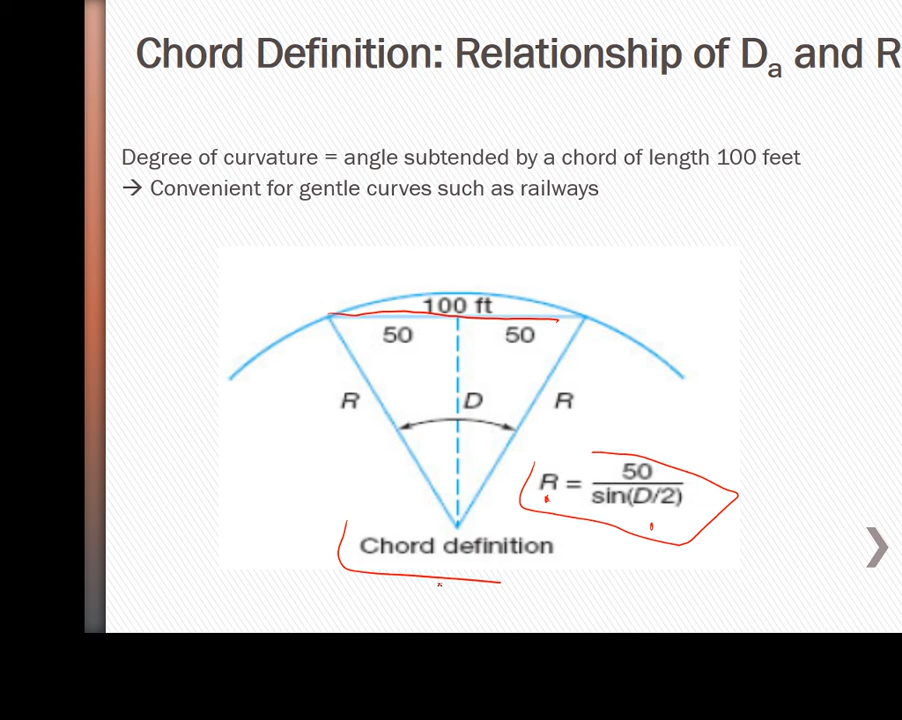 Chord Definition: Relationship of Da and R
Degree of curvature = angle subtended by a chord of length 100 feet
→ Convenient for gentle curves such as railways
100 ft
50 50
R D R
R = 50 / sin(D/2)
Chord definition